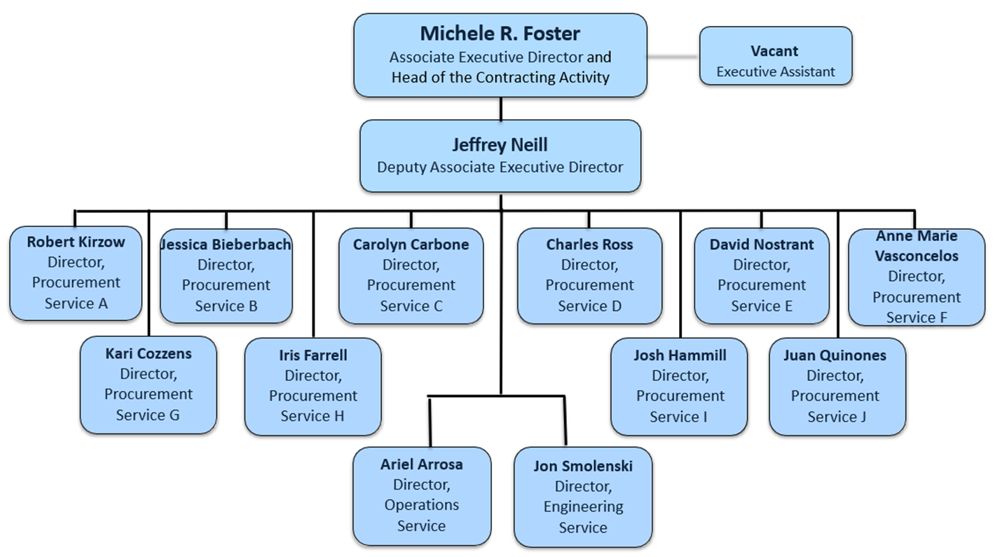 Michele R. Foster
Associate Executive Director and
Head of the Contracting Activity
Vacant
Executive Assistant
Jeffrey Neill
Deputy Associate Executive Director
Robert Kirzow
Director,
Procurement
Service A
Jessica Bieberbach
Director,
Procurement
Service B
Carolyn Carbone
Director,
Procurement
Service C
Charles Ross
Director,
Procurement
Service D
David Nostrant
Director,
Procurement
Service E
Anne Marie
Vasconcelos
Director,
Procurement
Service F
Kari Cozzens
Director,
Procurement
Service G
Iris Farrell
Director,
Procurement
Service H
Josh Hammill
Director,
Procurement
Service I
Juan Quinones
Director,
Procurement
Service J
Ariel Arrosa
Director,
Operations
Service
Jon Smolenski
Director,
Engineering
Service